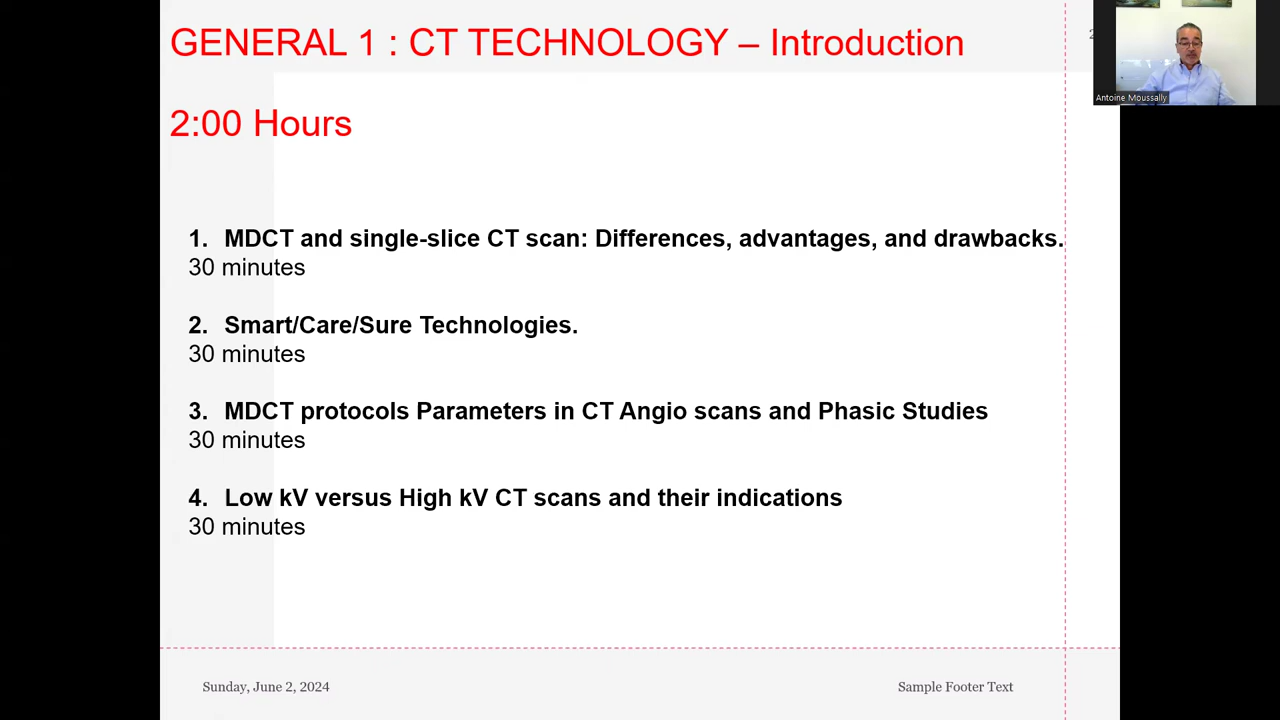 GENERAL 1 : CT TECHNOLOGY – Introduction
2:00 Hours
1. MDCT and single-slice CT scan: Differences, advantages, and drawbacks.
30 minutes
2. Smart/Care/Sure Technologies.
30 minutes
3. MDCT protocols Parameters in CT Angio scans and Phasic Studies
30 minutes
4. Low kV versus High kV CT scans and their indications
30 minutes
Sunday, June 2, 2024
Sample Footer Text
2
Antoine Moussally